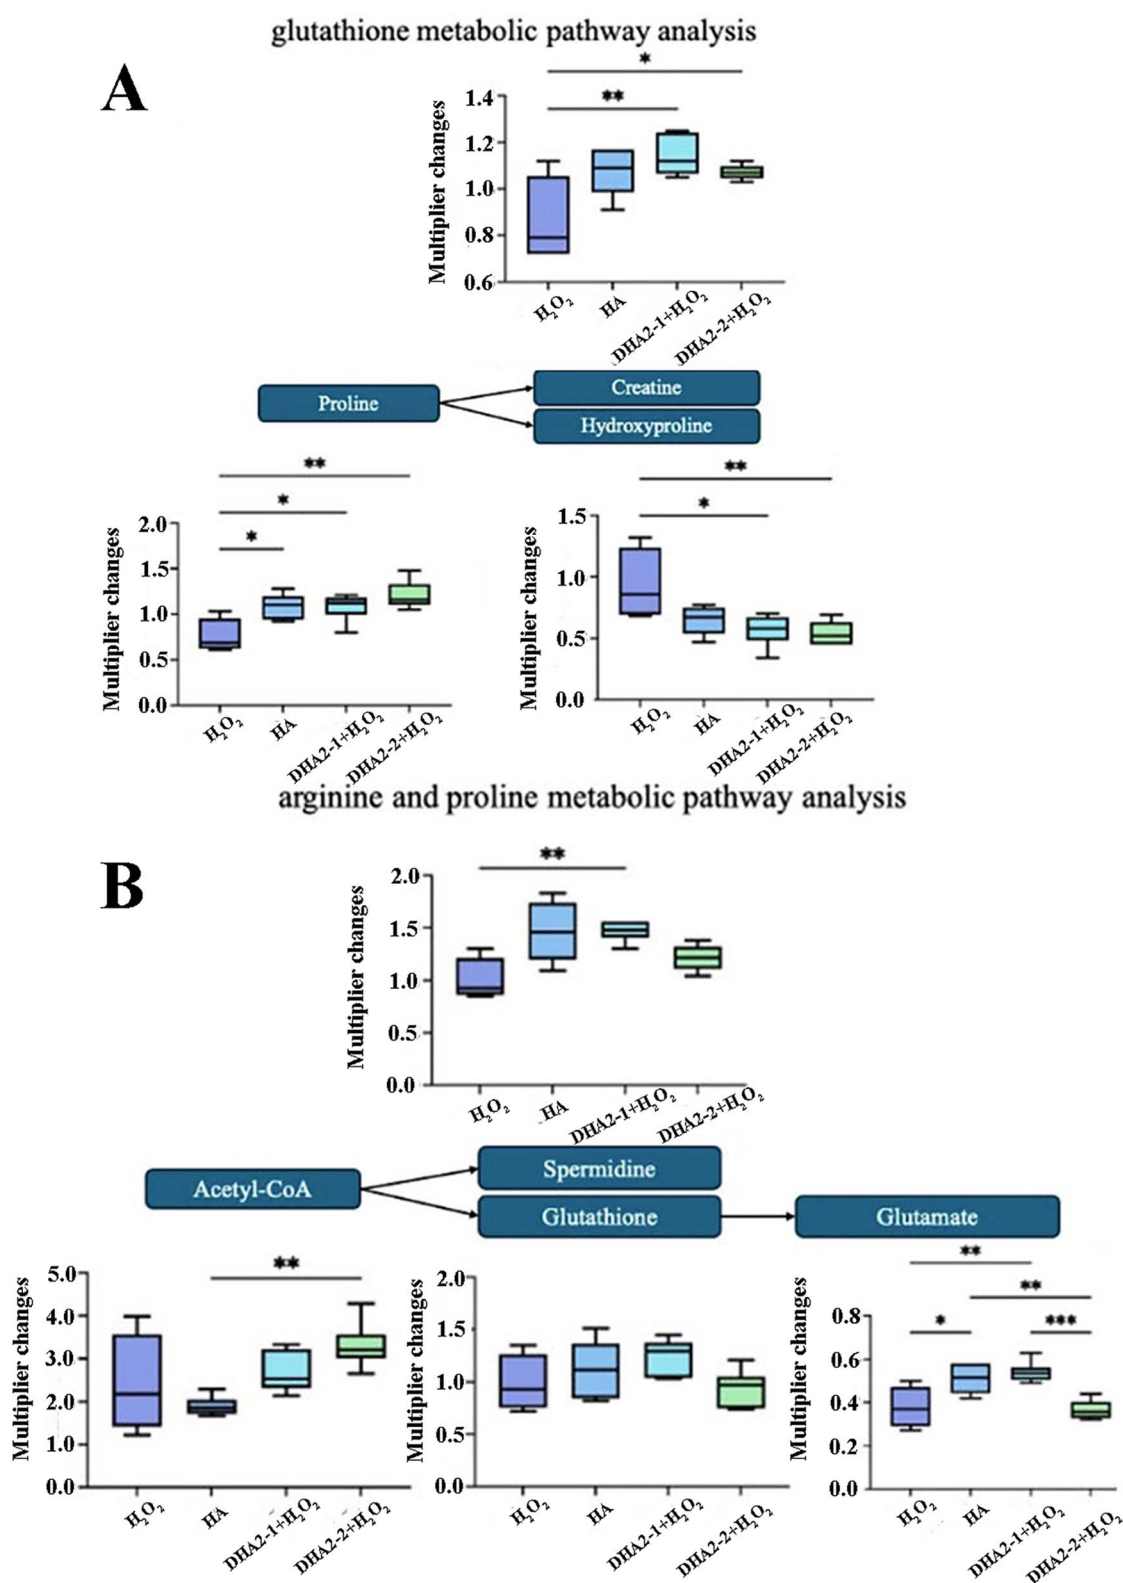 glutathione metabolic pathway analysis
A
*
**
Multiplier changes
1.4
1.2
1.0
0.8
0.6
H₂O₂
HA
DHA2-1+H₂O₂
DHA2-2+H₂O₂
Proline
Creatine
Hydroxyproline
**
*
*
Multiplier changes
2.0
1.5
1.0
0.5
0.0
H₂O₂
HA
DHA2-1+H₂O₂
DHA2-2+H₂O₂
**
*
Multiplier changes
1.5
1.0
0.5
0.0
H₂O₂
HA
DHA2-1+H₂O₂
DHA2-2+H₂O₂
arginine and proline metabolic pathway analysis
B
**
Multiplier changes
2.0
1.5
1.0
0.5
0.0
H₂O₂
HA
DHA2-1+H₂O₂
DHA2-2+H₂O₂
Acetyl-CoA
Spermidine
Glutathione
Glutamate
**
Multiplier changes
5.0
4.0
3.0
2.0
1.0
0.0
H₂O₂
HA
DHA2-1+H₂O₂
DHA2-2+H₂O₂
Multiplier changes
2.0
1.5
1.0
0.5
0.0
H₂O₂
HA
DHA2-1+H₂O₂
DHA2-2+H₂O₂
**
**
*
***
Multiplier changes
0.8
0.6
0.4
0.2
0.0
H₂O₂
HA
DHA2-1+H₂O₂
DHA2-2+H₂O₂